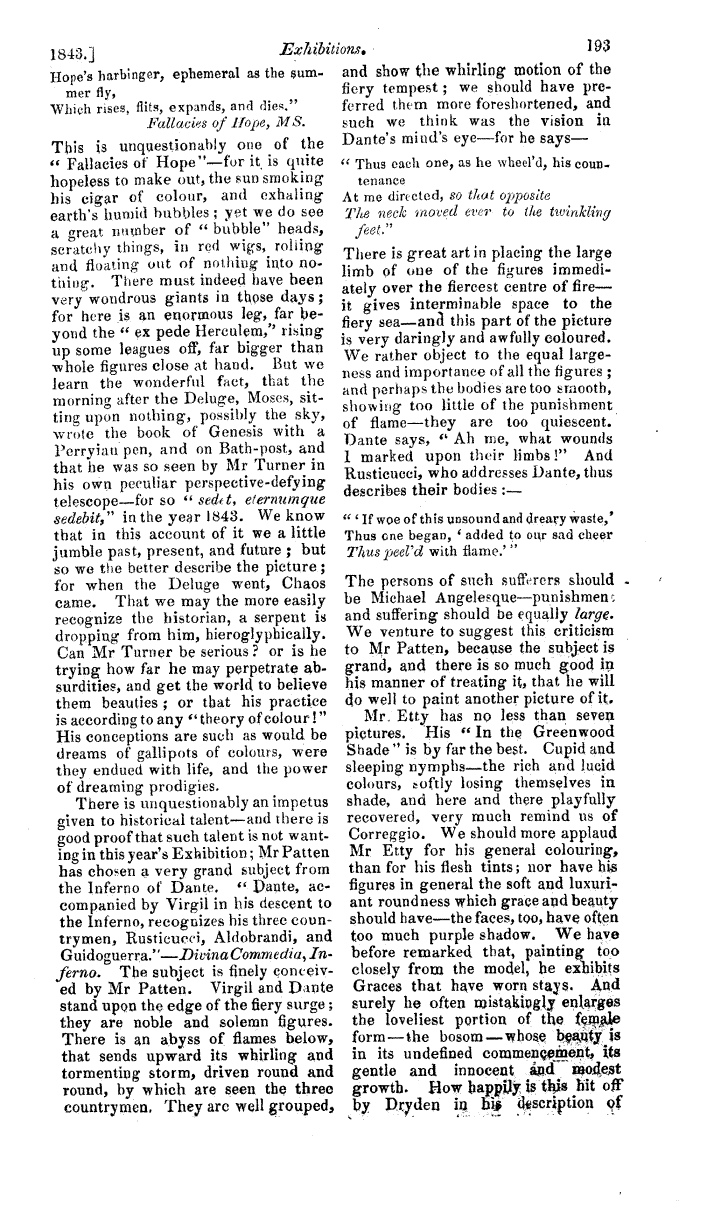 1843.] Exhibitions. 193
Hope's harbinger, ephemeral as the sum-
mer fly,
Which rises, flits, expands, and dies."
Fallacies of Hope, MS.
This is unquestionably one of the
" Fallacies of Hope"—for it is quite
hopeless to make out, the sun smoking
his cigar of colour, and exhaling
earth's humid bubbles ; yet we do see
a great number of " bubble" heads,
scratchy things, in red wigs, rolling
and floating out of nothing into no-
thing. There must indeed have been
very wondrous giants in those days ;
for here is an enormous leg, far be-
yond the " ex pede Herculem," rising
up some leagues off, far bigger than
whole figures close at hand. But we
learn the wonderful fact, that the
morning after the Deluge, Moses, sit-
ting upon nothing, possibly the sky,
wrote the book of Genesis with a
Perryian pen, and on Bath-post, and
that he was so seen by Mr Turner in
his own peculiar perspective-defying
telescope—for so " sedet, eternumque
sedebit," in the year 1843. We know
that in this account of it we a little
jumble past, present, and future ; but
so we the better describe the picture ;
for when the Deluge went, Chaos
came. That we may the more easily
recognize the historian, a serpent is
dropping from him, hieroglyphically.
Can Mr Turner be serious ? or is he
trying how far he may perpetrate ab-
surdities, and get the world to believe
them beauties ; or that his practice
is according to any "theory of colour !"
His conceptions are such as would be
dreams of gallipots of colours, were
they endued with life, and the power
of dreaming prodigies.
There is unquestionably an impetus
given to historical talent—and there is
good proof that such talent is not want-
ing in this year's Exhibition ; Mr Patten
has chosen a very grand subject from
the Inferno of Dante. " Dante, ac-
companied by Virgil in his descent to
the Inferno, recognizes his three coun-
trymen, Rusticucci, Aldobrandi, and
Guidoguerra."—Divina Commedia, In-
ferno. The subject is finely conceiv-
ed by Mr Patten. Virgil and Dante
stand upon the edge of the fiery surge ;
they are noble and solemn figures.
There is an abyss of flames below,
that sends upward its whirling and
tormenting storm, driven round and
round, by which are seen the three
countrymen. They are well grouped,
and show the whirling motion of the
fiery tempest ; we should have pre-
ferred them more foreshortened, and
such we think was the vision in
Dante's mind's eye—for he says—
" Thus each one, as he wheel'd, his coun-
tenance
At me directed, so that opposite
The neck moved ever to the twinkling
feet."
There is great art in placing the large
limb of one of the figures immedi-
ately over the fiercest centre of fire—
it gives interminable space to the
fiery sea—and this part of the picture
is very daringly and awfully coloured.
We rather object to the equal large-
ness and importance of all the figures ;
and perhaps the bodies are too smooth,
showing too little of the punishment
of flame—they are too quiescent.
Dante says, " Ah me, what wounds
I marked upon their limbs !" And
Rusticucci, who addresses Dante, thus
describes their bodies :—
" ' If woe of this unsound and dreary waste,'
Thus one began, ' added to our sad cheer
Thus peel'd with flame.' "
The persons of such sufferers should
be Michael Angelesque—punishment
and suffering should be equally large.
We venture to suggest this criticism
to Mr Patten, because the subject is
grand, and there is so much good in
his manner of treating it, that he will
do well to paint another picture of it.
Mr. Etty has no less than seven
pictures. His " In the Greenwood
Shade " is by far the best. Cupid and
sleeping nymphs—the rich and lucid
colours, softly losing themselves in
shade, and here and there playfully
recovered, very much remind us of
Correggio. We should more applaud
Mr Etty for his general colouring,
than for his flesh tints ; nor have his
figures in general the soft and luxuri-
ant roundness which grace and beauty
should have—the faces, too, have often
too much purple shadow. We have
before remarked that, painting too
closely from the model, he exhibits
Graces that have worn stays. And
surely he often mistakingly enlarges
the loveliest portion of the female
form—the bosom—whose beauty is
in its undefined commencement, its
gentle and innocent and modest
growth. How happily is this hit off
by Dryden in his description of